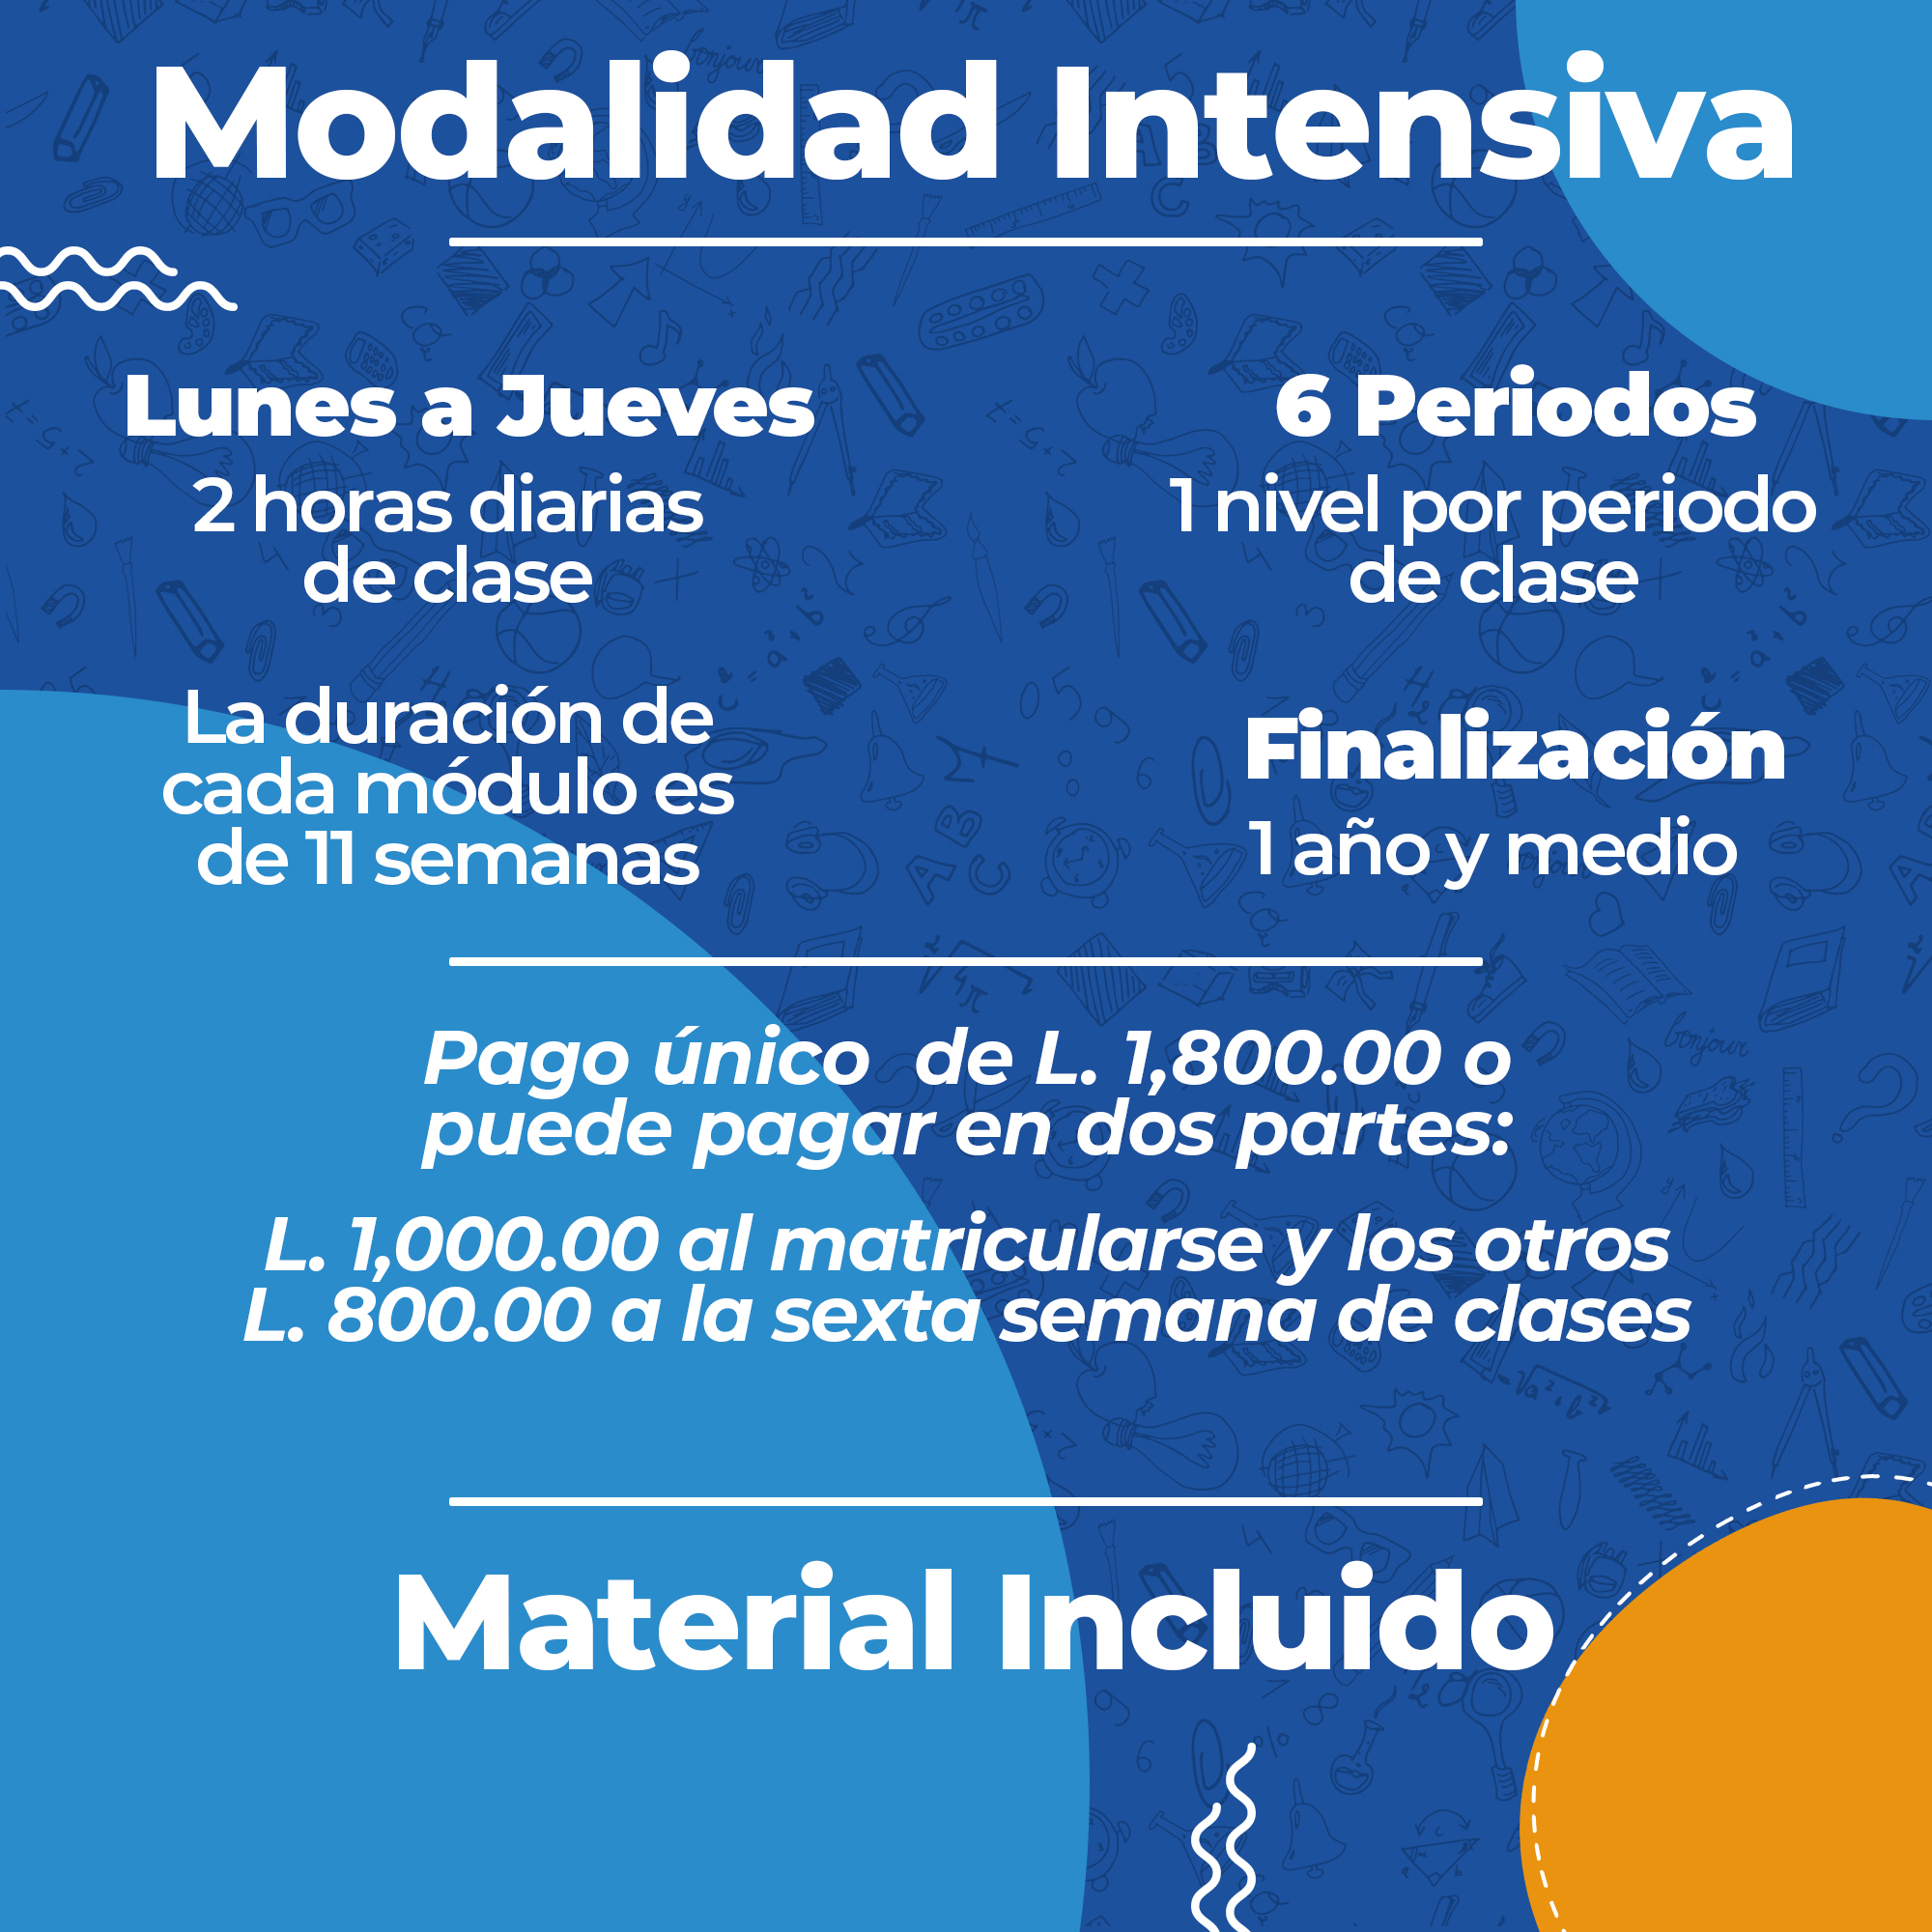 Modalidad Intensiva
Lunes a Jueves
2 horas diarias
de clase
La duración de
cada módulo es
de 11 semanas
6 Periodos
1 nivel por periodo
de clase
Finalización
1 año y medio
Pago único  de L. 1,800.00 o
puede pagar en dos partes:
L. 1,000.00 al matricularse y los otros
L. 800.00 a la sexta semana de clases
Material Incluido